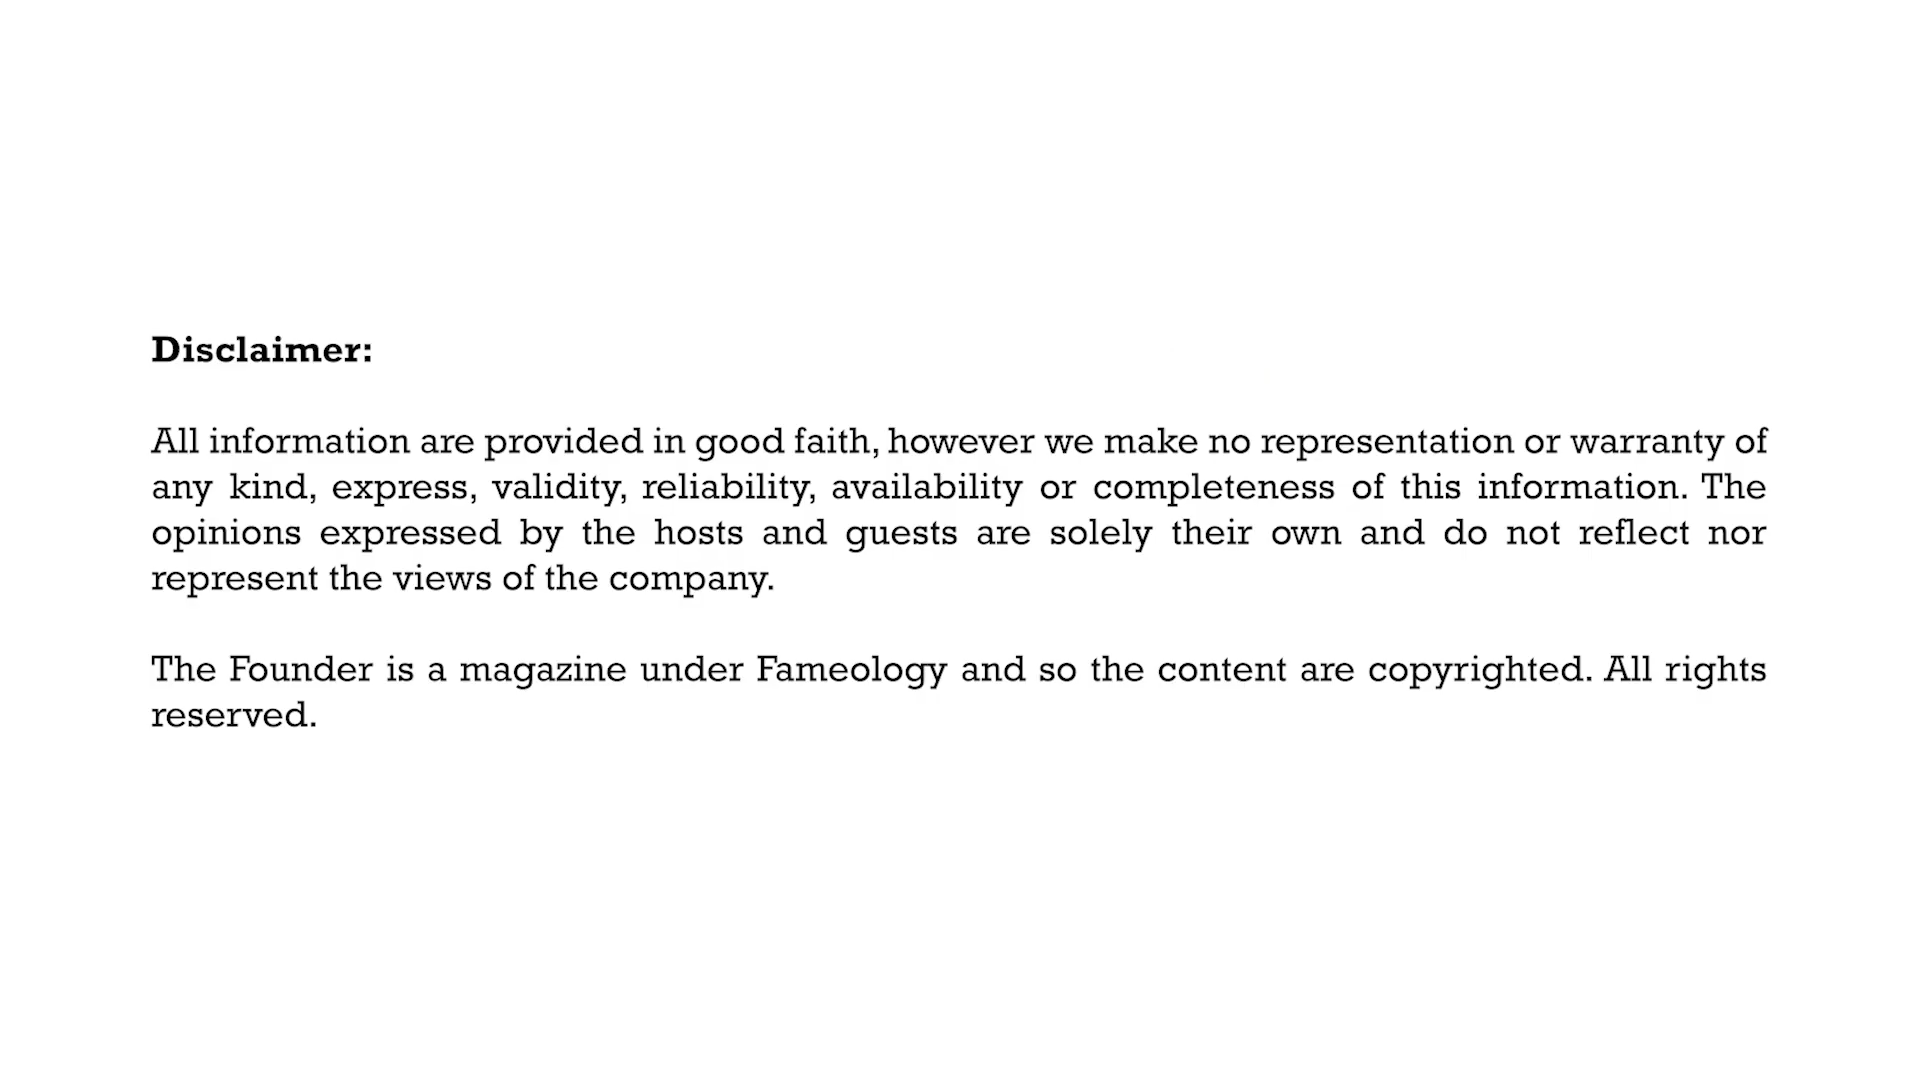 Disclaimer:
All information are provided in good faith, however we make no representation or warranty of
any kind, express, validity, reliability, availability or completeness of this information. The
opinions expressed by the hosts and guests are solely their own and do not reflect nor
represent the views of the company.
The Founder is a magazine under Fameology and so the content are copyrighted. All rights
reserved.